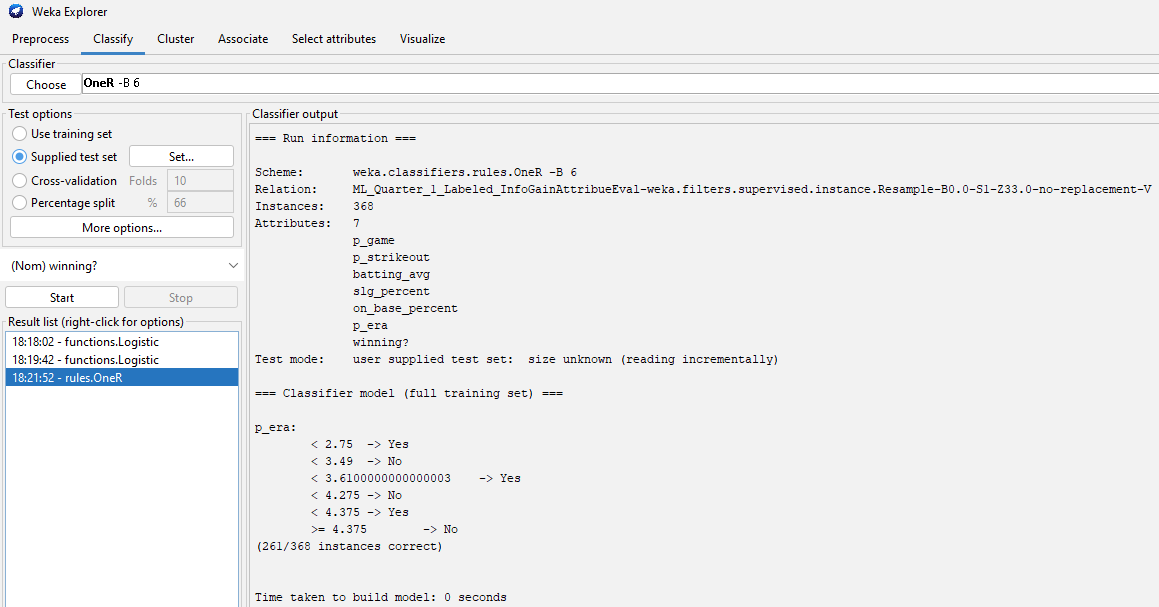 Weka Explorer
Preprocess Classify Cluster Associate Select attributes Visualize
Classifier
Choose OneR -B 6
Test options
Use training set
Supplied test set Set...
Cross-validation Folds 10
Percentage split % 66
More options...
(Nom) winning?
Start Stop
Result list (right-click for options)
18:18:02 - functions.Logistic
18:19:42 - functions.Logistic
18:21:52 - rules.OneR
Classifier output
=== Run information ===
Scheme: weka.classifiers.rules.OneR -B 6
Relation: ML_Quarter_1_Labeled_InfoGainAttribueEval-weka.filters.supervised.instance.Resample-B0.0-S1-Z33.0-no-replacement-V
Instances: 368
Attributes: 7
p_game
p_strikeout
batting_avg
slg_percent
on_base_percent
p_era
winning?
Test mode: user supplied test set: size unknown (reading incrementally)
=== Classifier model (full training set) ===
p_era:
< 2.75 -> Yes
< 3.49 -> No
< 3.6100000000000003 -> Yes
< 4.275 -> No
< 4.375 -> Yes
>= 4.375 -> No
(261/368 instances correct)
Time taken to build model: 0 seconds